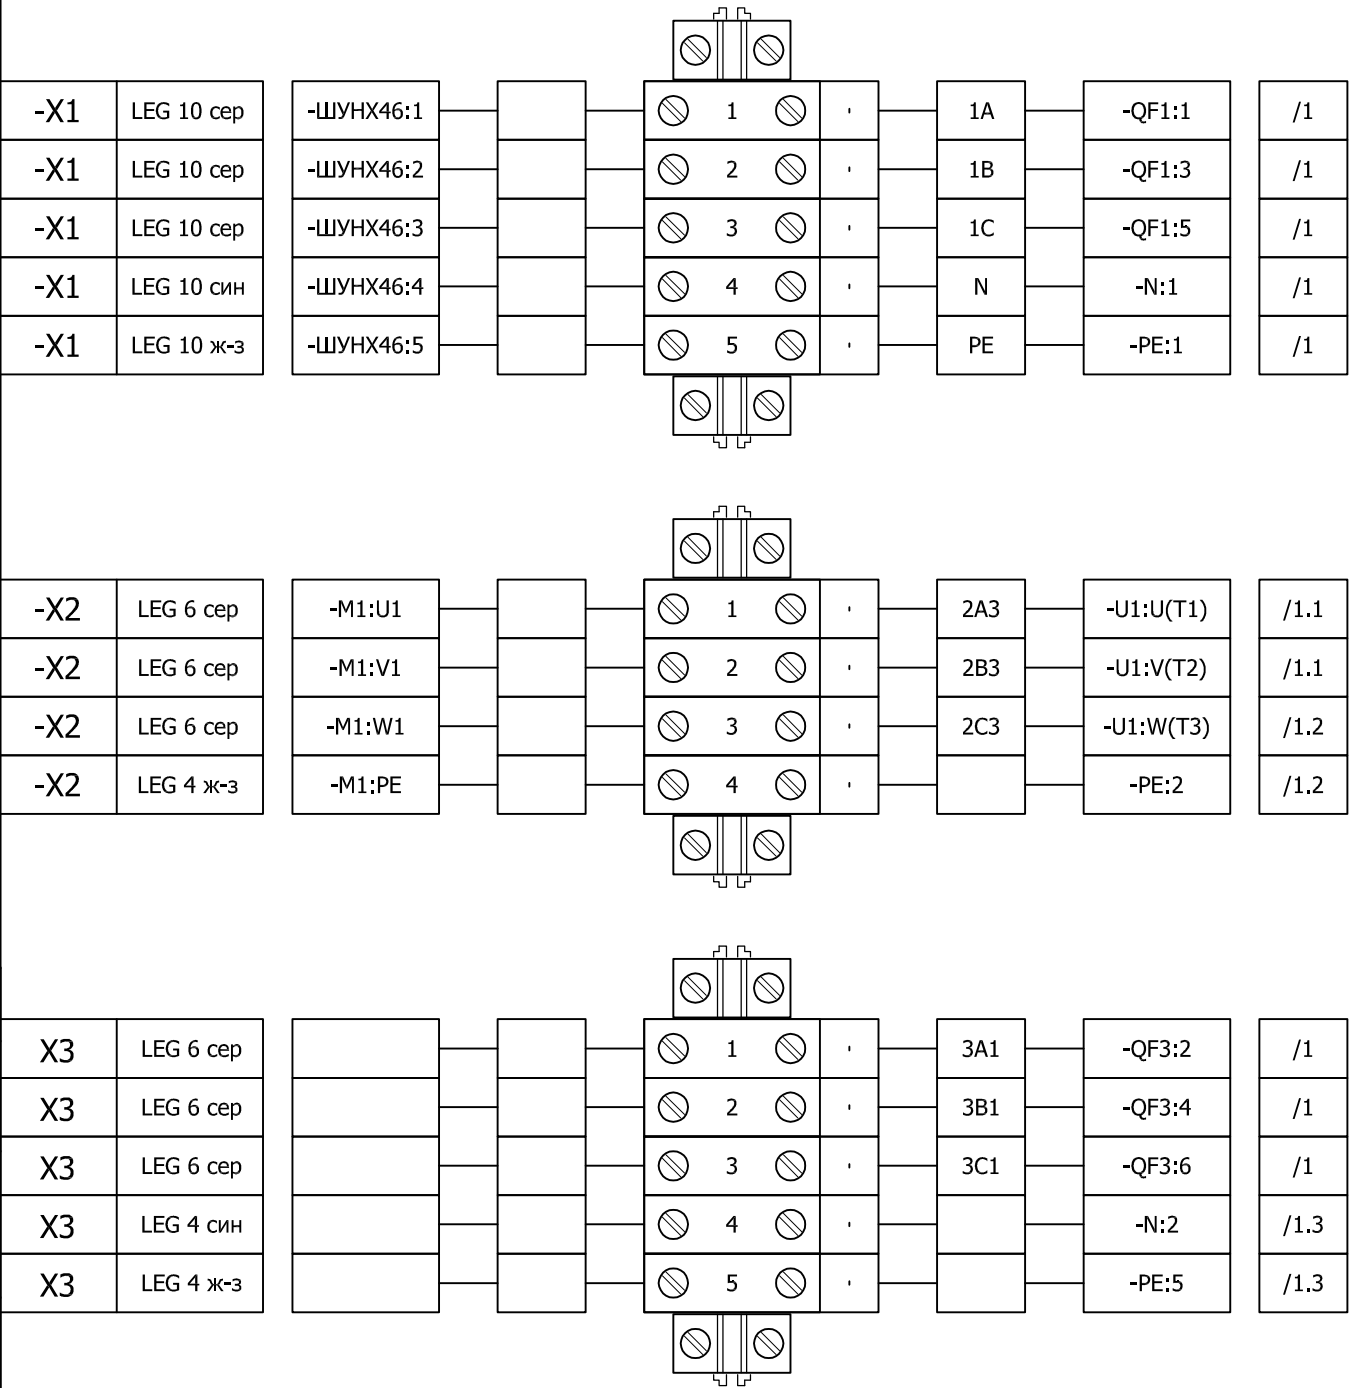 -X1 LEG 10 сер -ШУНХ46:1 1 1A -QF1:1 /1
-X1 LEG 10 сер -ШУНХ46:2 2 1B -QF1:3 /1
-X1 LEG 10 сер -ШУНХ46:3 3 1C -QF1:5 /1
-X1 LEG 10 син -ШУНХ46:4 4 N -N:1 /1
-X1 LEG 10 ж-з -ШУНХ46:5 5 PE -PE:1 /1
-X2 LEG 6 сер -M1:U1 1 2A3 -U1:U(T1) /1.1
-X2 LEG 6 сер -M1:V1 2 2B3 -U1:V(T2) /1.1
-X2 LEG 6 сер -M1:W1 3 2C3 -U1:W(T3) /1.2
-X2 LEG 4 ж-з -M1:PE 4 -PE:2 /1.2
X3 LEG 6 сер 1 3A1 -QF3:2 /1
X3 LEG 6 сер 2 3B1 -QF3:4 /1
X3 LEG 6 сер 3 3C1 -QF3:6 /1
X3 LEG 4 син 4 -N:2 /1.3
X3 LEG 4 ж-з 5 -PE:5 /1.3